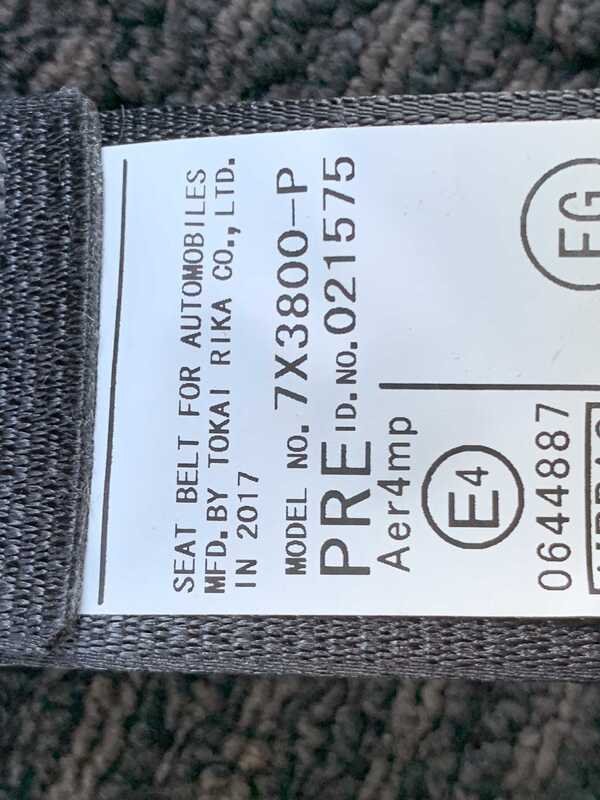 SEAT BELT FOR AUTOMOBILES
MFD. BY TOKAI RIKA CO., LTD.
IN 2017
MODEL NO. 7X3800-P
PRE ID.NO.021575
Aer4mp
E4
0644887